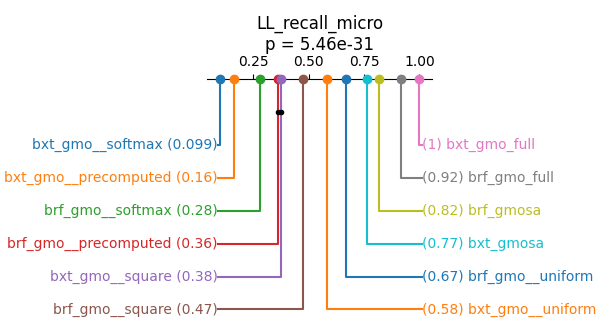 LL_recall_micro
p = 5.46e-31
0.25 0.50 0.75 1.00
bxt_gmo__softmax (0.099)
(1) bxt_gmo_full
bxt_gmo__precomputed (0.16)
(0.92) brf_gmo_full
brf_gmo__softmax (0.28)
(0.82) brf_gmosa
brf_gmo__precomputed (0.36)
(0.77) bxt_gmosa
bxt_gmo__square (0.38)
(0.67) brf_gmo__uniform
brf_gmo__square (0.47)
(0.58) bxt_gmo__uniform